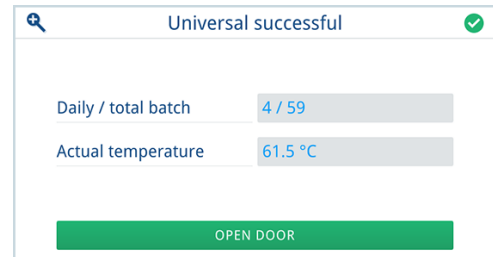 Universal successful
Daily / total batch 4 / 59
Actual temperature 61.5 °C
OPEN DOOR